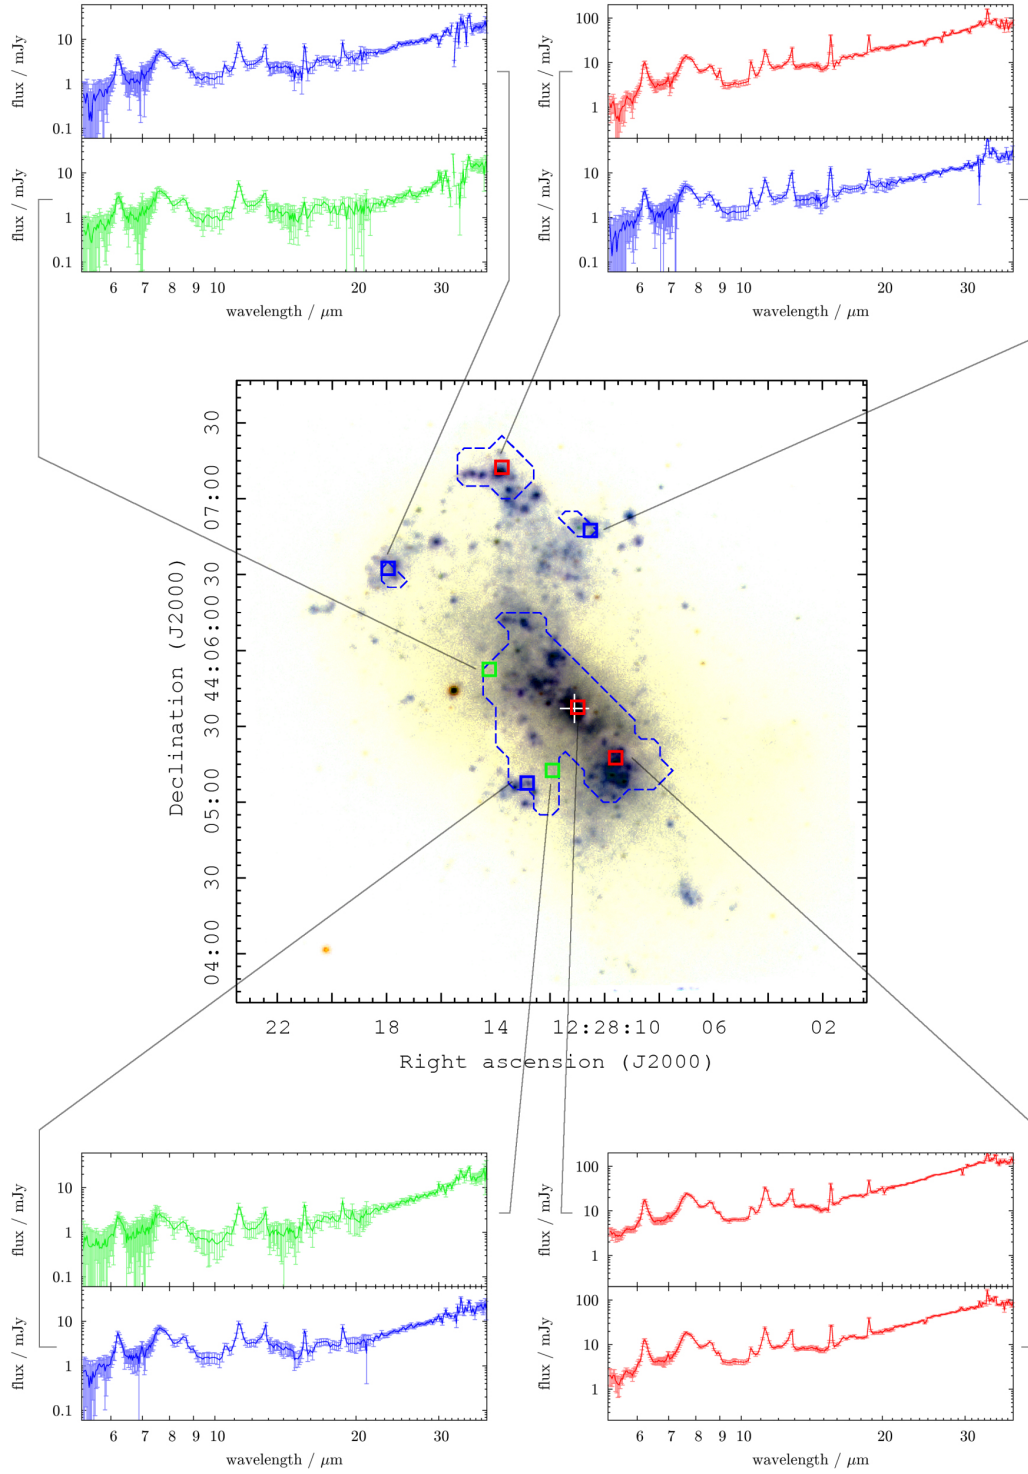 flux / mJy
10
1
0.1
flux / mJy
100
10
1
flux / mJy
10
1
0.1
flux / mJy
10
1
0.1
6 7 8 9 10 20 30
wavelength / μm
6 7 8 9 10 20 30
wavelength / μm
Declination (J2000)
30
07:00
30
44:06:00
30
05:00
30
04:00
22 18 14 12:28:10 06 02
Right ascension (J2000)
flux / mJy
10
1
0.1
flux / mJy
100
10
1
flux / mJy
10
1
0.1
flux / mJy
100
10
1
6 7 8 9 10 20 30
wavelength / μm
6 7 8 9 10 20 30
wavelength / μm